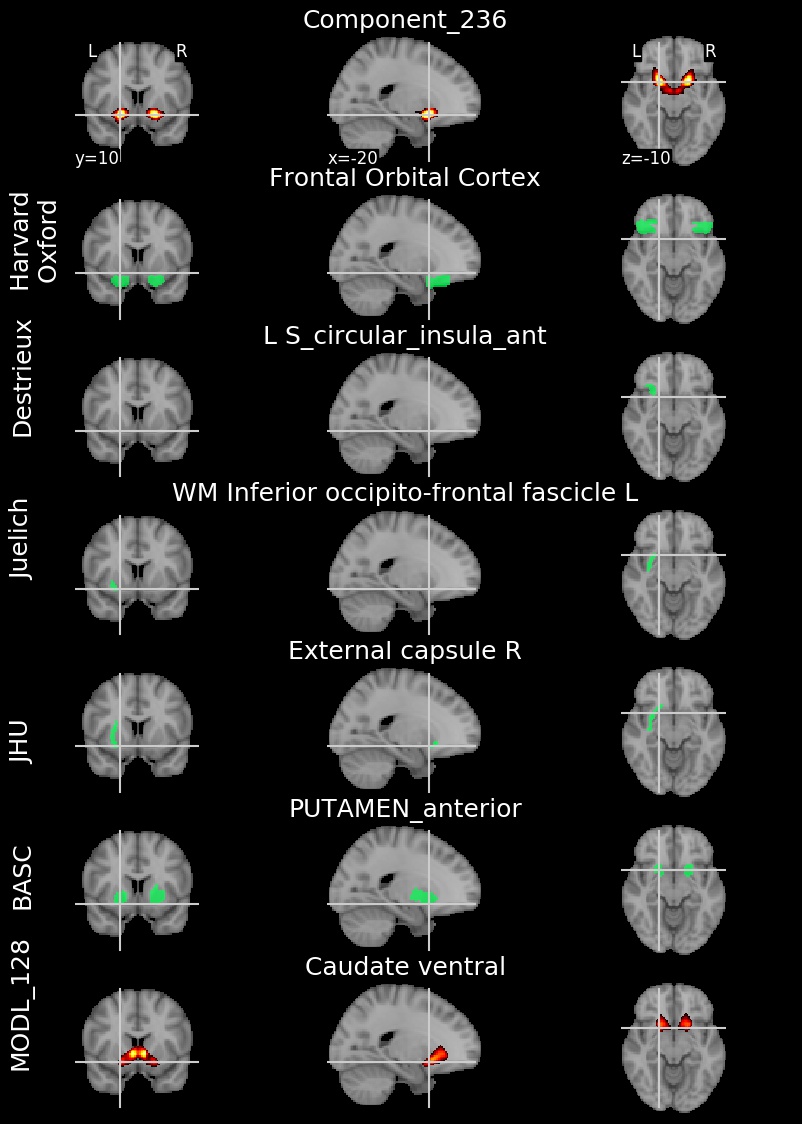 Component_236
L R
L R
y=10
x=-20
z=-10
Frontal Orbital Cortex
Harvard
Oxford
L S_circular_insula_ant
Destrieux
WM Inferior occipito-frontal fascicle L
Juelich
External capsule R
JHU
PUTAMEN_anterior
BASC
Caudate ventral
MODL_128